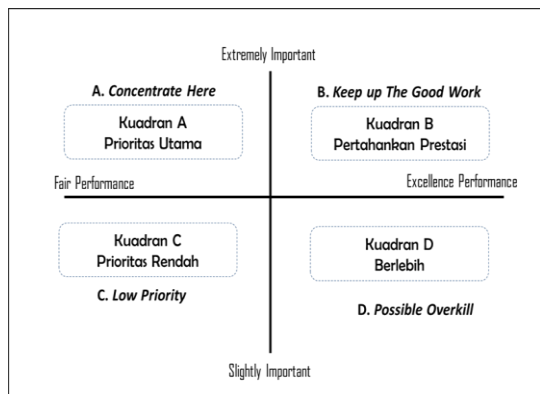 Extremely Important
A. Concentrate Here
B. Keep up The Good Work
Kuadran A
Prioritas Utama
Kuadran B
Pertahankan Prestasi
Fair Performance
Excellence Performance
Kuadran C
Prioritas Rendah
Kuadran D
Berlebih
C. Low Priority
D. Possible Overkill
Slightly Important